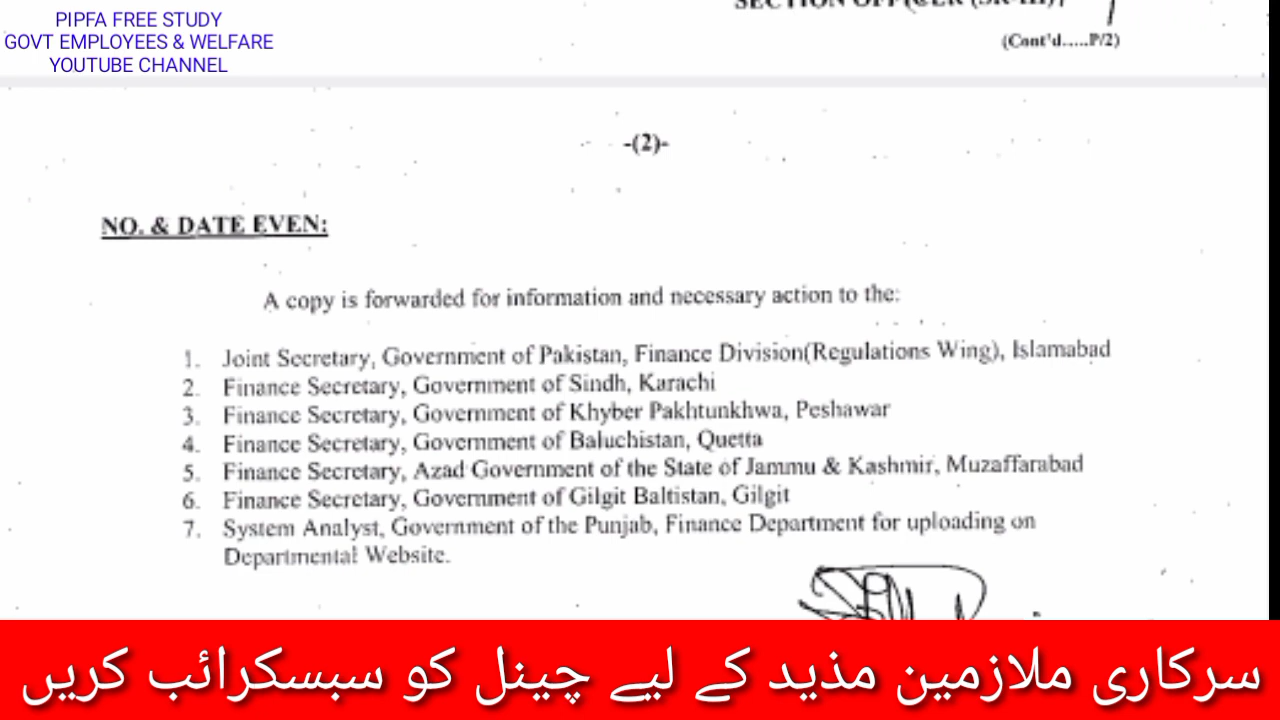 PIPFA FREE STUDY
GOVT EMPLOYEES & WELFARE
YOUTUBE CHANNEL
SECTION OFFICER (SR-III)
(Cont'd.....P/2)
-(2)-
NO. & DATE EVEN:
A copy is forwarded for information and necessary action to the:
1. Joint Secretary, Government of Pakistan, Finance Division(Regulations Wing), Islamabad
2. Finance Secretary, Government of Sindh, Karachi
3. Finance Secretary, Government of Khyber Pakhtunkhwa, Peshawar
4. Finance Secretary, Government of Baluchistan, Quetta
5. Finance Secretary, Azad Government of the State of Jammu & Kashmir, Muzaffarabad
6. Finance Secretary, Government of Gilgit Baltistan, Gilgit
7. System Analyst, Government of the Punjab, Finance Department for uploading on
Departmental Website.
سرکاری ملازمین مذید کے لیے چینل کو سبسکرائب کریں